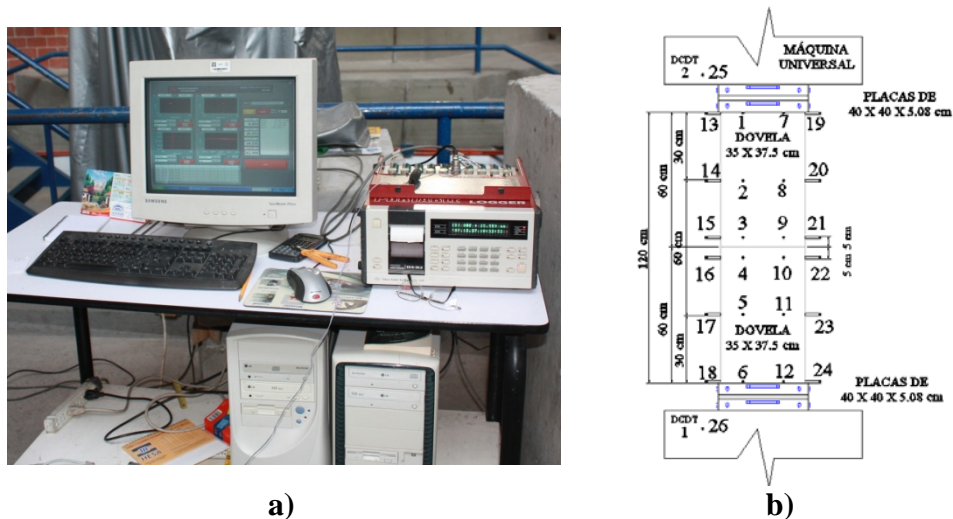 SAMSUNG
LOGGER
HESA
a)
DCDT
2 . 25
MÁQUINA
UNIVERSAL
PLACAS DE
40 X 40 X 5.08 cm
13 1 7 19
DOVELA
35 X 37.5 cm
30 cm
14 20
60 cm
2 8
15 3 9 21
120 cm
60 cm
5 cm 5 cm
16 4 10 22
5 11
60 cm
17 23
DOVELA
35 X 37.5 cm
30 cm
18 6 12 24
PLACAS DE
40 X 40 X 5.08 cm
DCDT
1 . 26
b)